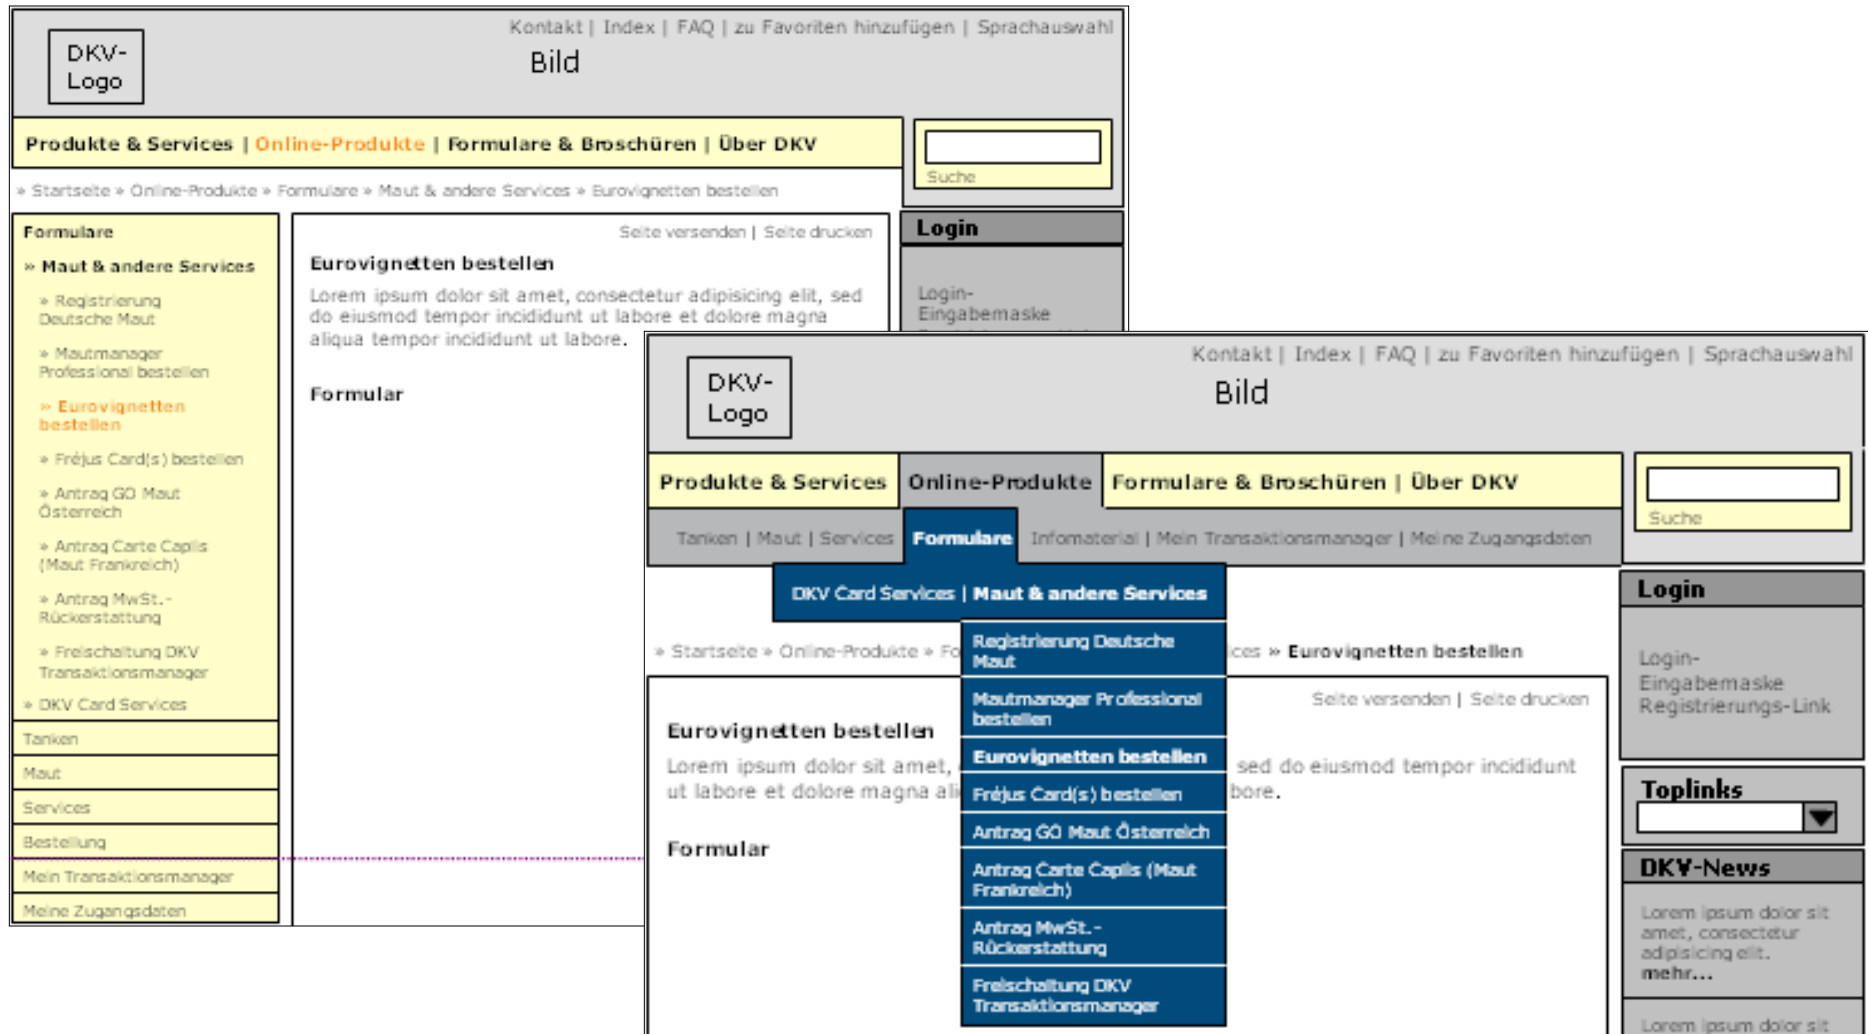 Kontakt | Index | FAQ | zu Favoriten hinzufügen | Sprachauswahl
DKV-
Logo
Bild
Produkte & Services | Online-Produkte | Formulare & Broschüren | Über DKV
Suche
» Startseite » Online-Produkte » Formulare » Maut & andere Services » Eurovignetten bestellen
Formulare
» Maut & andere Services
» Registrierung
Deutsche Maut
» Mautmanager
Professional bestellen
» Eurovignetten
bestellen
» Fréjus Card(s) bestellen
» Antrag GO Maut
Österreich
» Antrag Carte Caplis
(Maut Frankreich)
» Antrag MwSt.-
Rückerstattung
» Freischaltung DKV
Transaktionsmanager
» DKV Card Services
Tanken
Maut
Services
Bestellung
Mein Transaktionsmanager
Meine Zugangsdaten
Seite versenden | Seite drucken
Eurovignetten bestellen
Lorem ipsum dolor sit amet, consectetur adipisicing elit, sed
do eiusmod tempor incididunt ut labore et dolore magna
aliqua tempor incididunt ut labore.
Formular
Login
Login-
Eingabemaske
Kontakt | Index | FAQ | zu Favoriten hinzufügen | Sprachauswahl
DKV-
Logo
Bild
Produkte & Services Online-Produkte Formulare & Broschüren | Über DKV
Suche
Tanken | Maut | Services Formulare Infomaterial | Mein Transaktionsmanager | Meine Zugangsdaten
DKV Card Services | Maut & andere Services
» Startseite » Online-Produkte » Fo ices » Eurovignetten bestellen
Registrierung Deutsche
Maut
Mautmanager Professional
bestellen
Eurovignetten bestellen
Fréjus Card(s) bestellen
Antrag GO Maut Österreich
Antrag Carte Caplis (Maut
Frankreich)
Antrag MwSt.-
Rückerstattung
Freischaltung DKV
Transaktionsmanager
Seite versenden | Seite drucken
Eurovignetten bestellen
Lorem ipsum dolor sit amet, sed do eiusmod tempor incididunt
ut labore et dolore magna ali bore.
Formular
Login
Login-
Eingabemaske
Registrierungs-Link
Toplinks
DKV-News
Lorem ipsum dolor sit
amet, consectetur
adipisicing elit.
mehr...
Lorem ipsum dolor sit